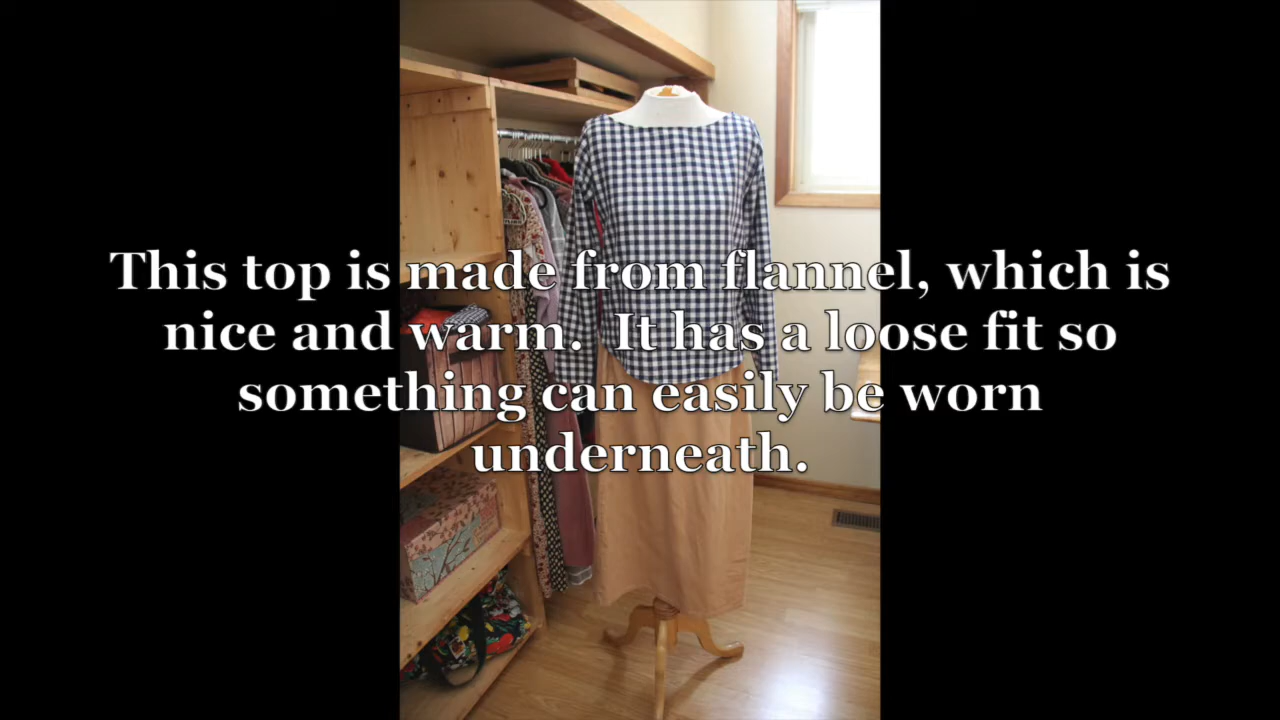 This top is made from flannel, which is
nice and warm.  It has a loose fit so
something can easily be worn
underneath.